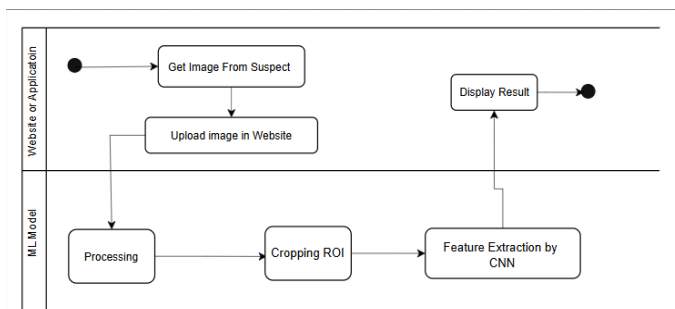 Website or Applicatoin
Get Image From Suspect
Upload image in Website
Display Result
ML Model
Processing
Cropping ROI
Feature Extraction by
CNN